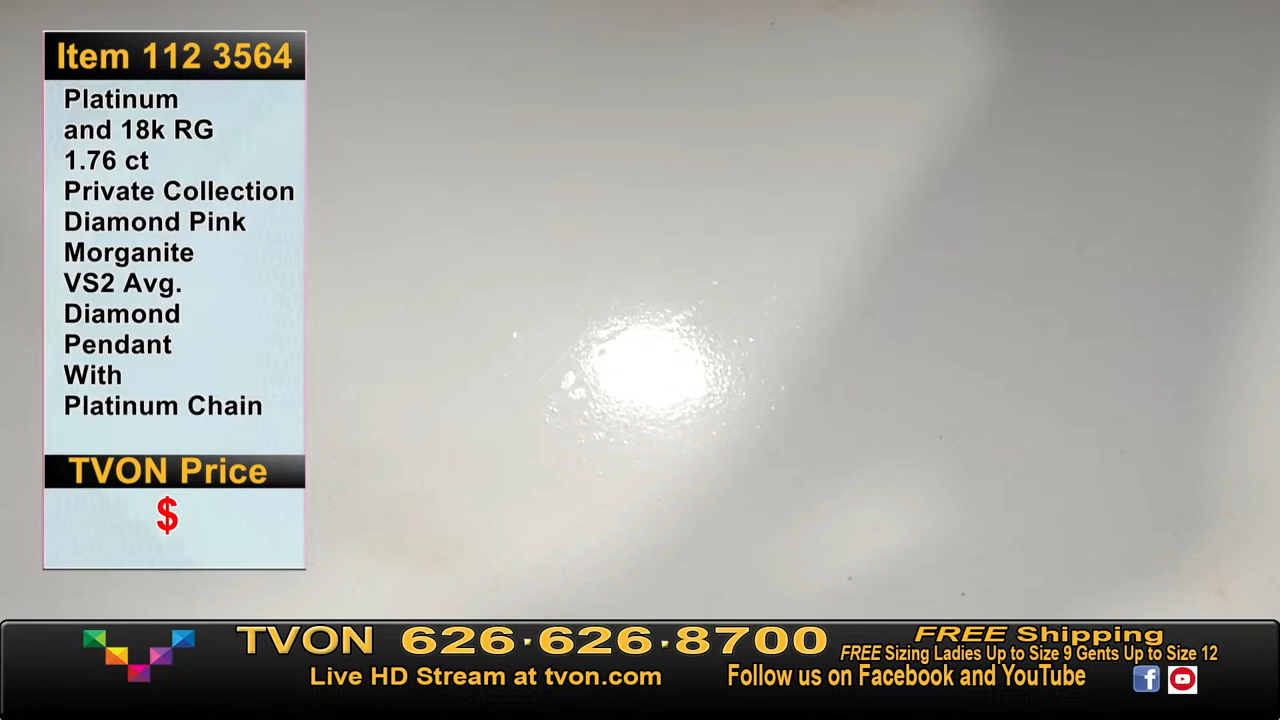 Item 112 3564
Platinum
and 18k RG
1.76 ct
Private Collection
Diamond Pink
Morganite
VS2 Avg.
Diamond
Pendant
With
Platinum Chain
TVON Price
$
TVON 626·626·8700
Live HD Stream at tvon.com
FREE Shipping
FREE Sizing Ladies Up to Size 9 Gents Up to Size 12
Follow us on Facebook and YouTube
f